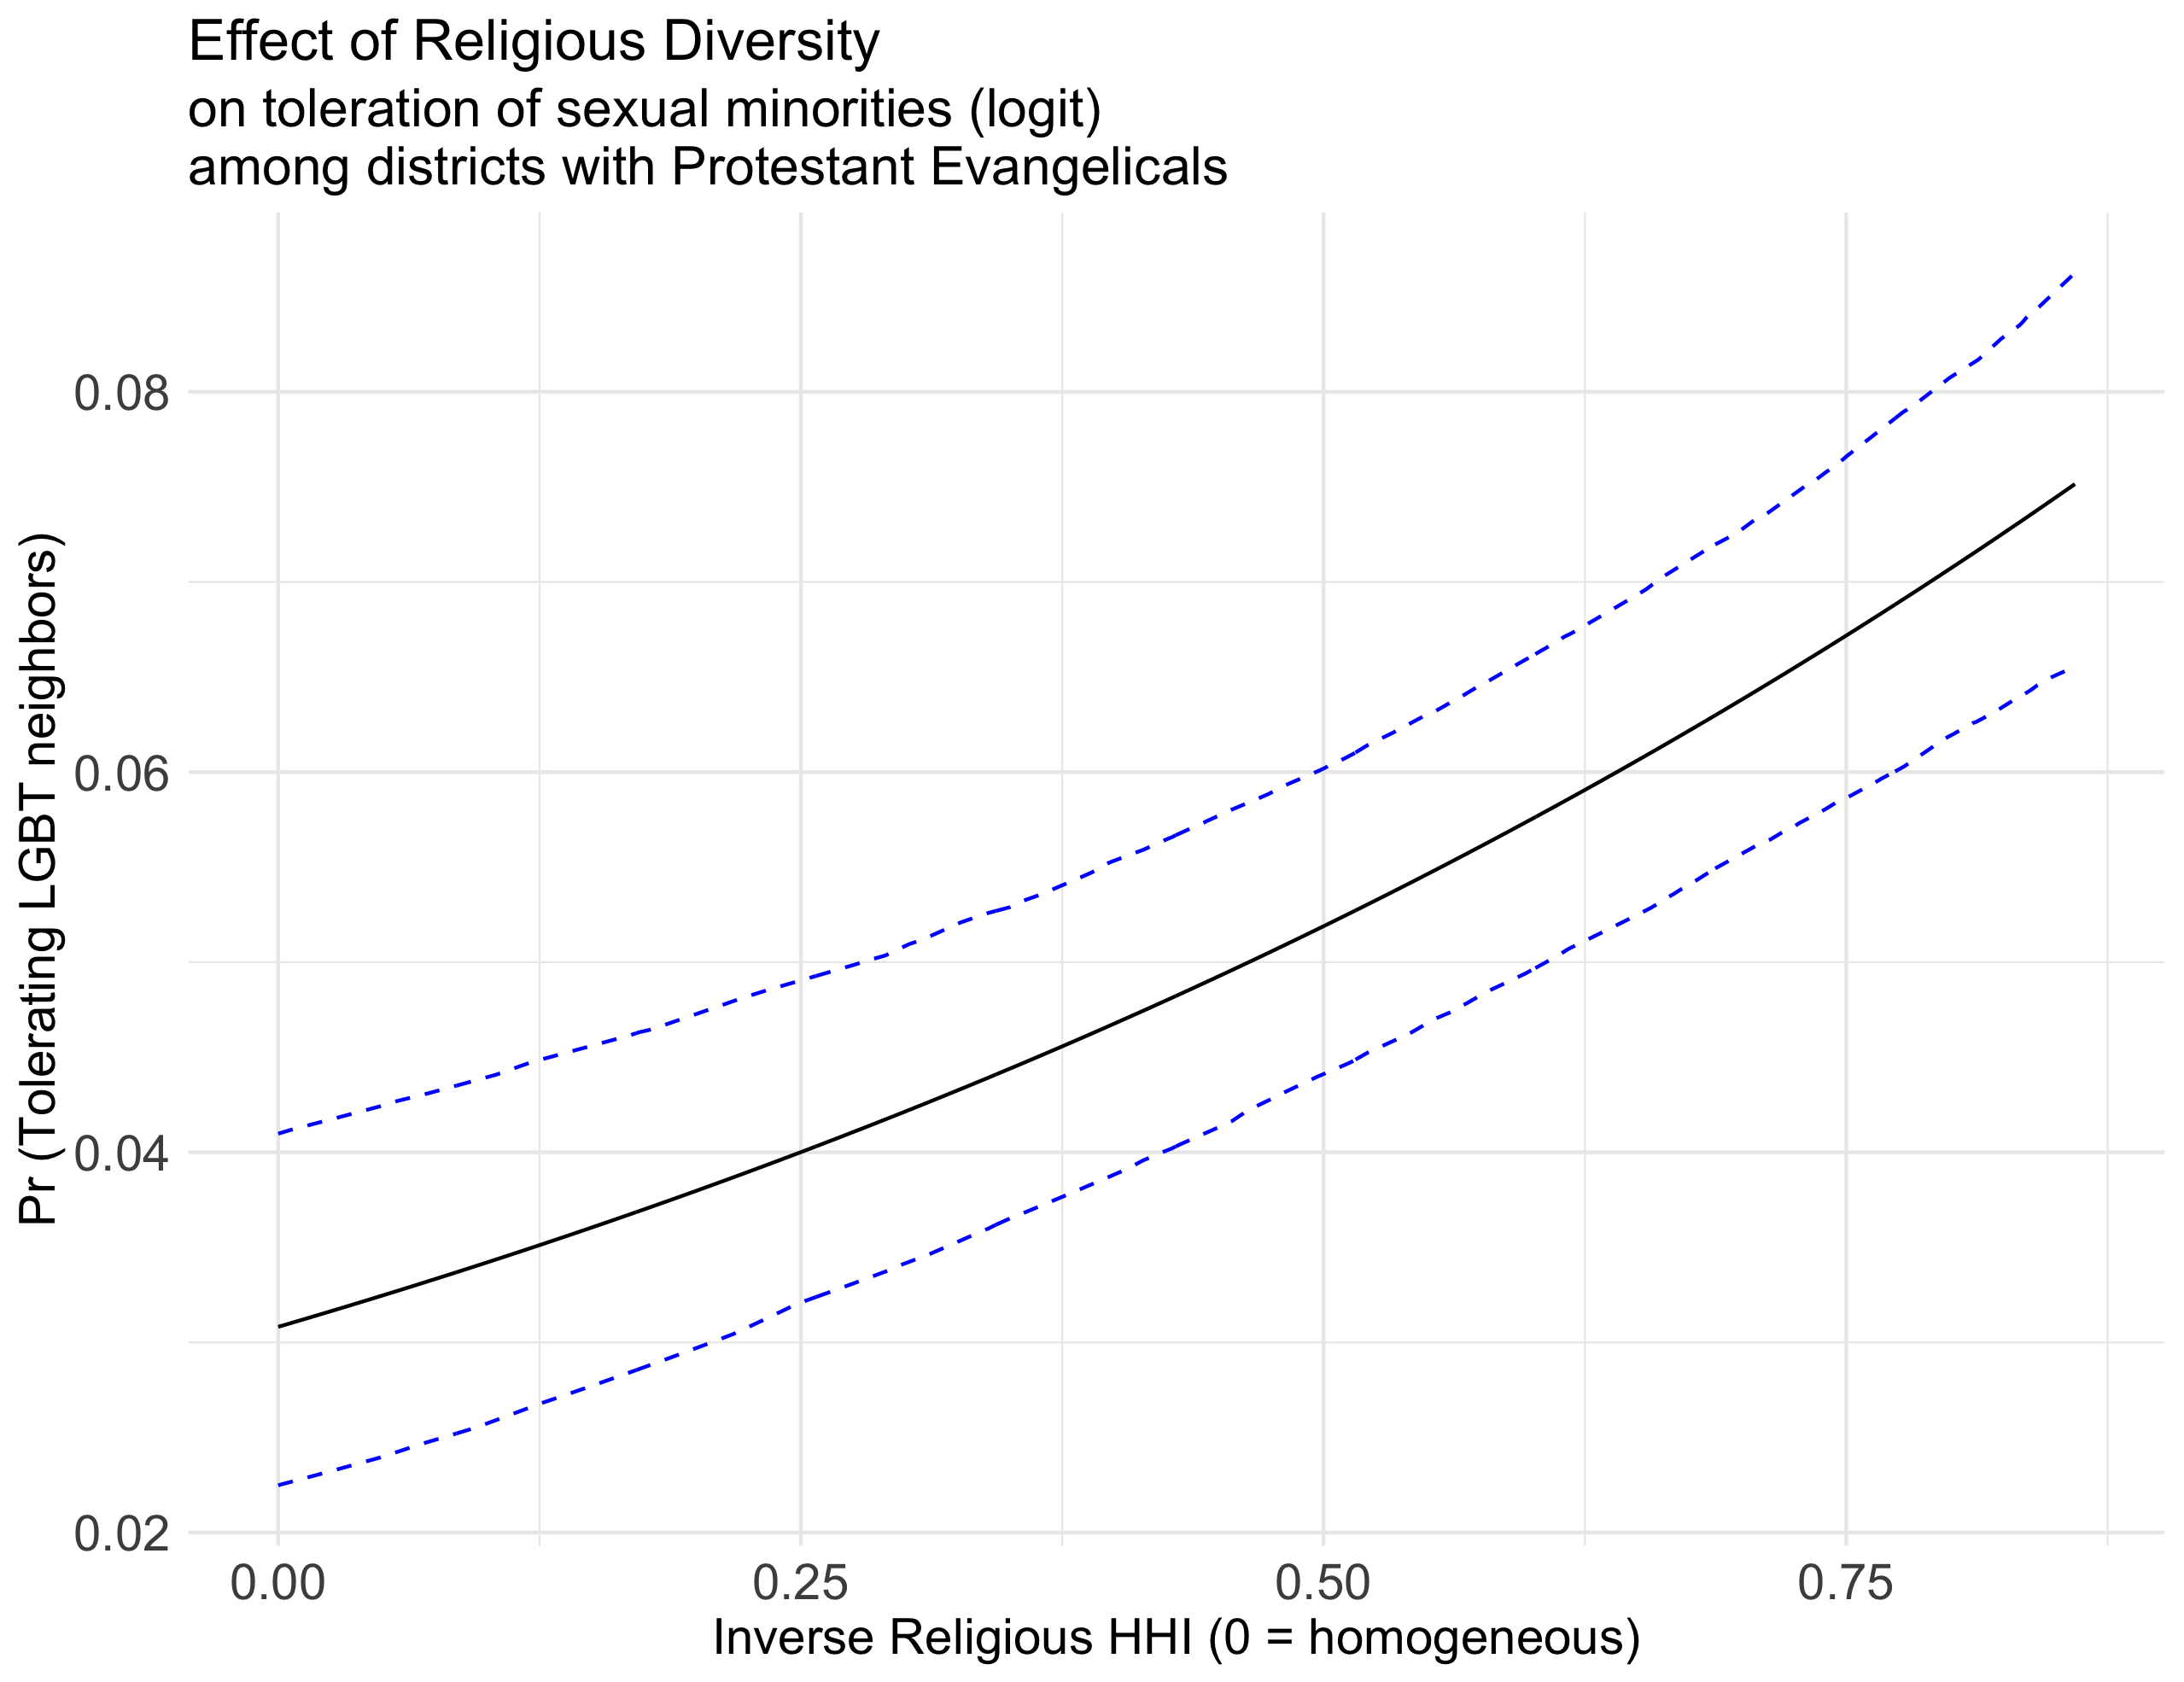 Effect of Religious Diversity
on toleration of sexual minorities (logit)
among districts with Protestant Evangelicals
Pr (Tolerating LGBT neighbors)
0.08
0.06
0.04
0.02
0.00
0.25
0.50
0.75
Inverse Religious HHI (0 = homogeneous)